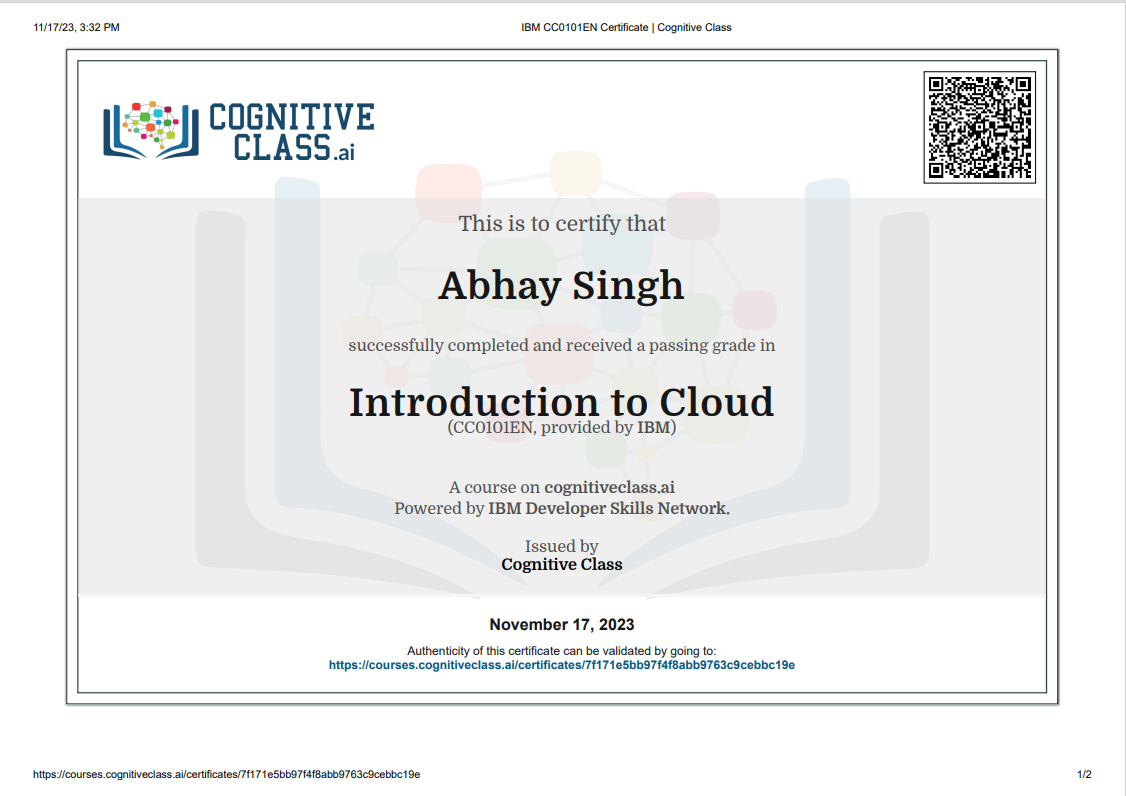 11/17/23, 3:32 PM
IBM CC0101EN Certificate | Cognitive Class
COGNITIVE
CLASS.ai
This is to certify that
Abhay Singh
successfully completed and received a passing grade in
Introduction to Cloud
(CC0101EN, provided by IBM)
A course on cognitiveclass.ai
Powered by IBM Developer Skills Network.
Issued by
Cognitive Class
November 17, 2023
Authenticity of this certificate can be validated by going to:
https://courses.cognitiveclass.ai/certificates/7f171e5bb97f4f8abb9763c9cebbc19e
https://courses.cognitiveclass.ai/certificates/7f171e5bb97f4f8abb9763c9cebbc19e
1/2